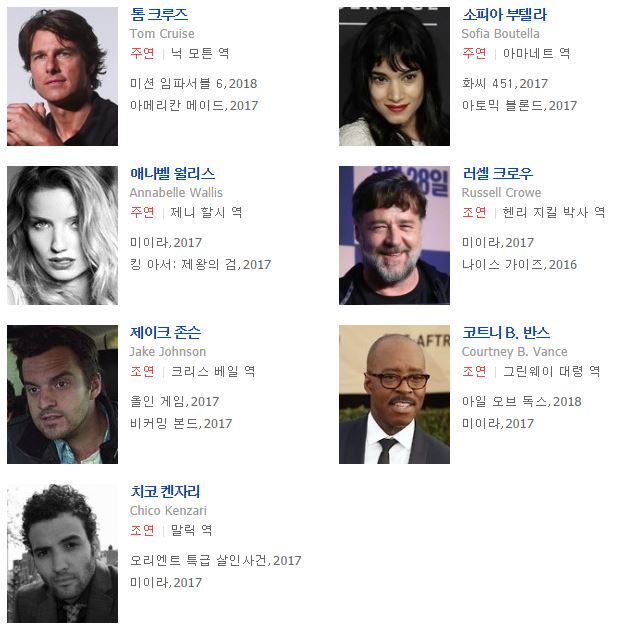 톰 크루즈
Tom Cruise
주연 | 닉 모튼 역
미션 임파서블 6,2018
아메리칸 메이드,2017
소피아 부텔라
Sofia Boutella
주연 | 아마네트 역
화씨 451,2017
아토믹 블론드,2017
애나벨 월리스
Annabelle Wallis
주연 | 제니 할시 역
미이라,2017
킹 아서: 제왕의 검,2017
러셀 크로우
Russell Crowe
조연 | 헨리 지킬 박사 역
미이라,2017
나이스 가이즈,2016
제이크 존슨
Jake Johnson
조연 | 크리스 베일 역
올인 게임,2017
비커밍 본드,2017
코트니 B. 반스
Courtney B. Vance
조연 | 그린웨이 대령 역
아일 오브 독스,2018
미이라,2017
치코 켄자리
Chico Kenzari
조연 | 말릭 역
오리엔트 특급 살인사건,2017
미이라,2017